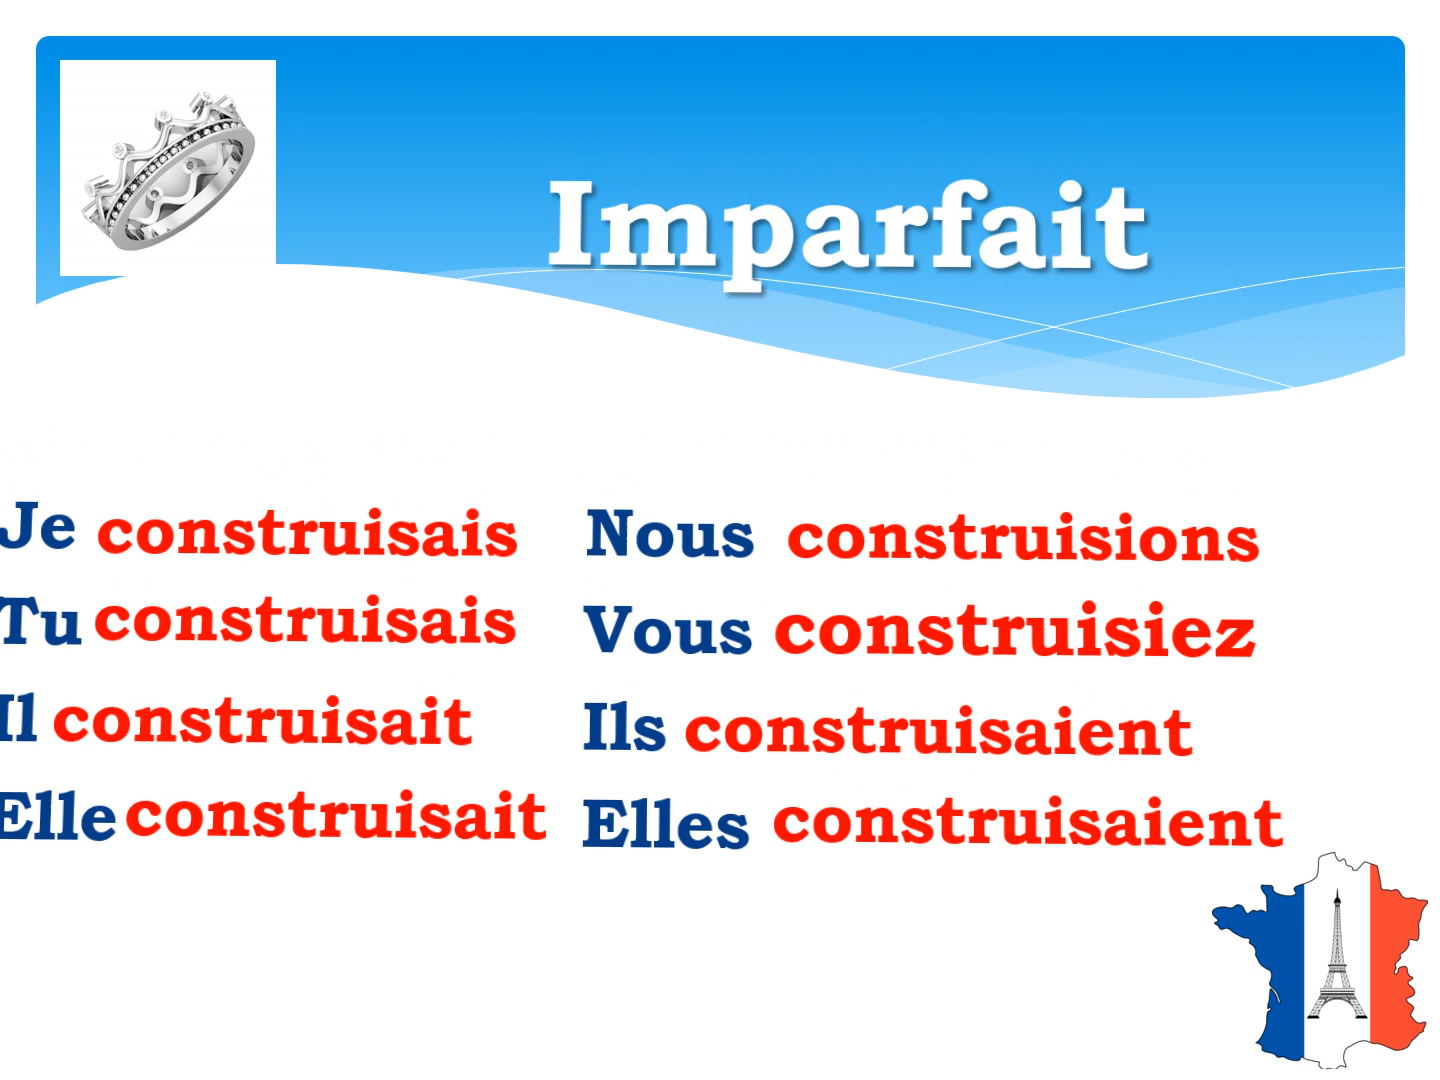 Imparfait
Je construisais
Tu construisais
Il construisait
Elle construisait
Nous construisions
Vous construisiez
Ils construisaient
Elles construisaient